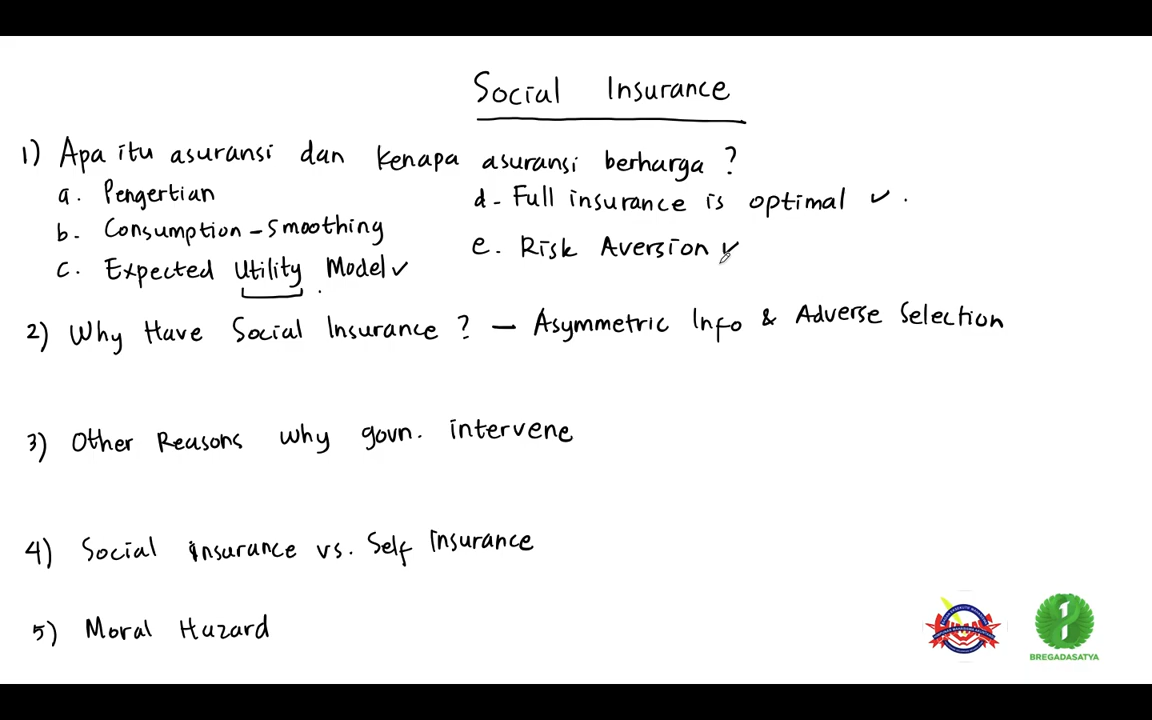 Social Insurance
1) Apa itu asuransi dan kenapa asuransi berharga ?
a. Pengertian
b. Consumption - Smoothing
c. Expected Utility Model ✓
d - Full insurance is optimal ✓ .
e. Risk Aversion ✓
2) Why Have Social Insurance ? — Asymmetric Info & Adverse Selection
3) Other Reasons why govn. intervene
4) Social insurance vs. Self Insurance
5) Moral Hazard
BREGADASATYA